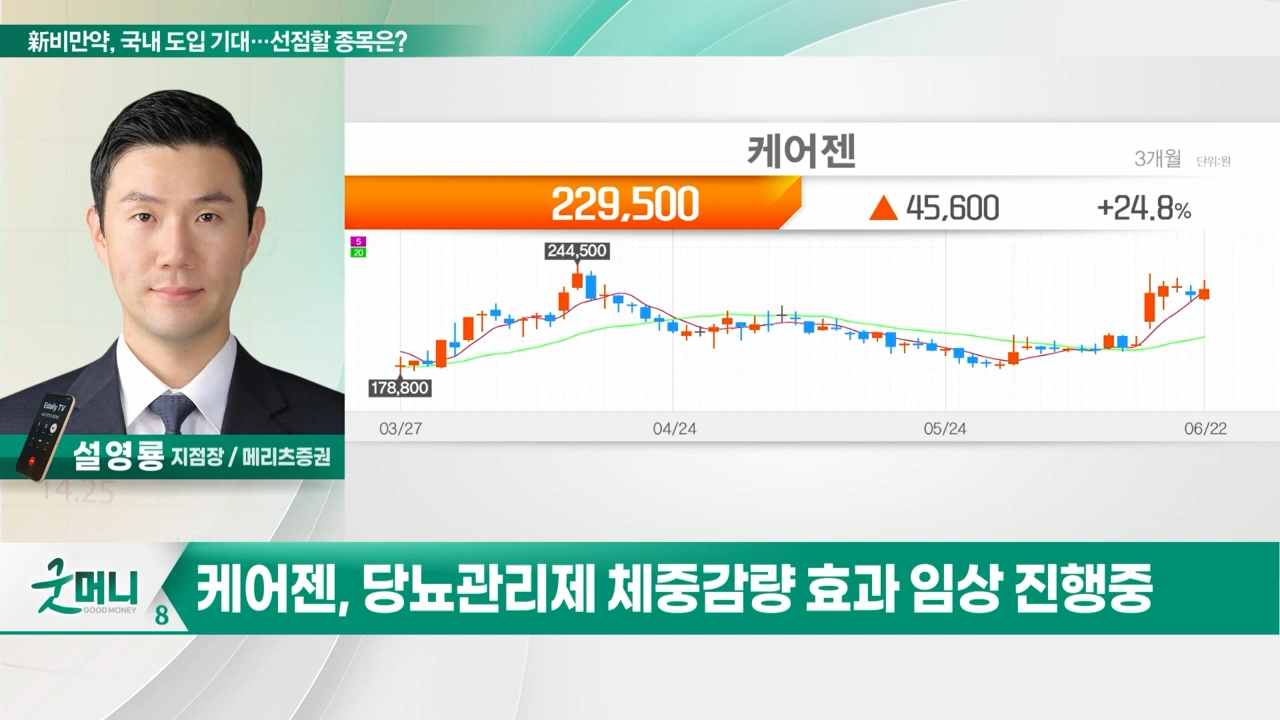 新비만약, 국내 도입 기대…선점할 종목은?
케어젠
3개월 단위:원
229,500 ▲ 45,600 +24.8%
5
20
244,500
178,800
03/27 04/24 05/24 06/22
Edaily TV
설영룡 지점장 / 메리츠증권
14.25
굿머니
GOOD MONEY
8
케어젠, 당뇨관리제 체중감량 효과 임상 진행중